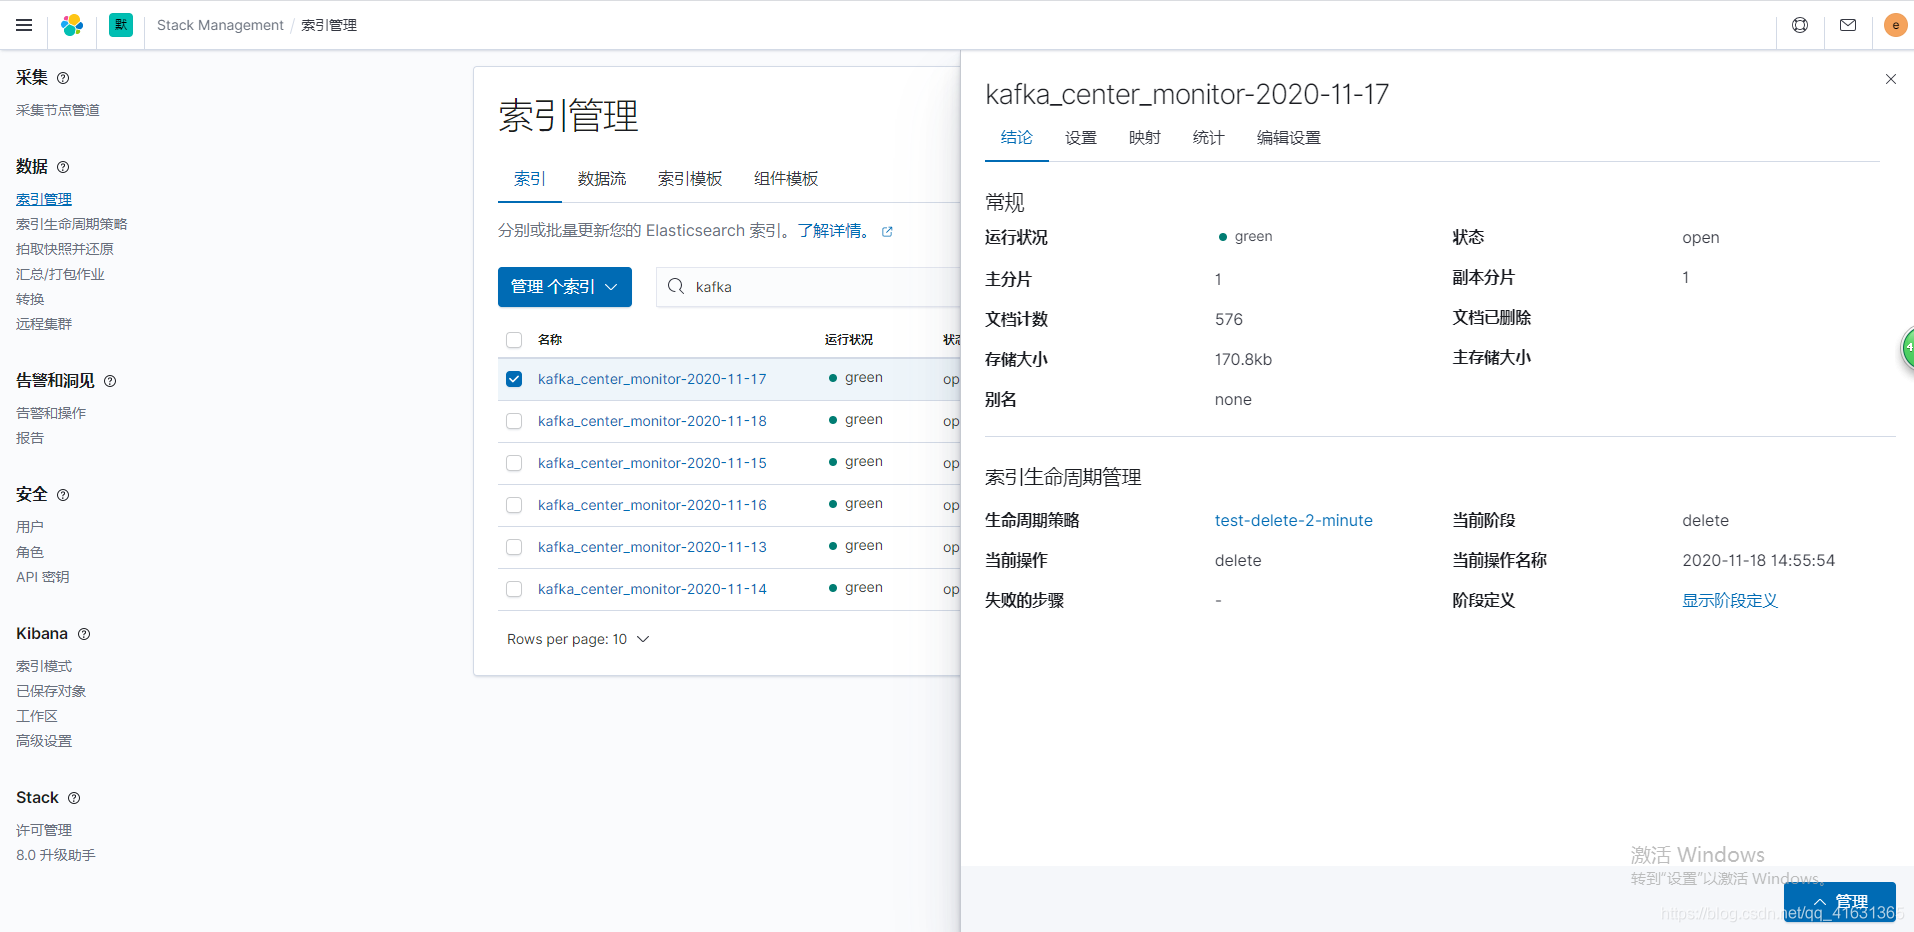 默 Stack Management / 索引管理 e
采集
采集节点管道
数据
索引管理
索引生命周期策略
拍取快照并还原
汇总/打包作业
转换
远程集群
告警和洞见
告警和操作
报告
安全
用户
角色
API 密钥
Kibana
索引模式
已保存对象
工作区
高级设置
Stack
许可管理
8.0 升级助手
索引管理
索引 数据流 索引模板 组件模板
分别或批量更新您的 Elasticsearch 索引。了解详情。
管理 个索引 kafka
名称 运行状况 状态
kafka_center_monitor-2020-11-17 green op
kafka_center_monitor-2020-11-18 green op
kafka_center_monitor-2020-11-15 green op
kafka_center_monitor-2020-11-16 green op
kafka_center_monitor-2020-11-13 green op
kafka_center_monitor-2020-11-14 green op
Rows per page: 10
kafka_center_monitor-2020-11-17
结论 设置 映射 统计 编辑设置
常规
运行状况 green 状态 open
主分片 1 副本分片 1
文档计数 576 文档已删除
存储大小 170.8kb 主存储大小
别名 none
索引生命周期管理
生命周期策略 test-delete-2-minute 当前阶段 delete
当前操作 delete 当前操作名称 2020-11-18 14:55:54
失败的步骤 - 阶段定义 显示阶段定义
4
激活 Windows
转到"设置"以激活 Windows。
管理
https://blog.csdn.net/qq_41631365